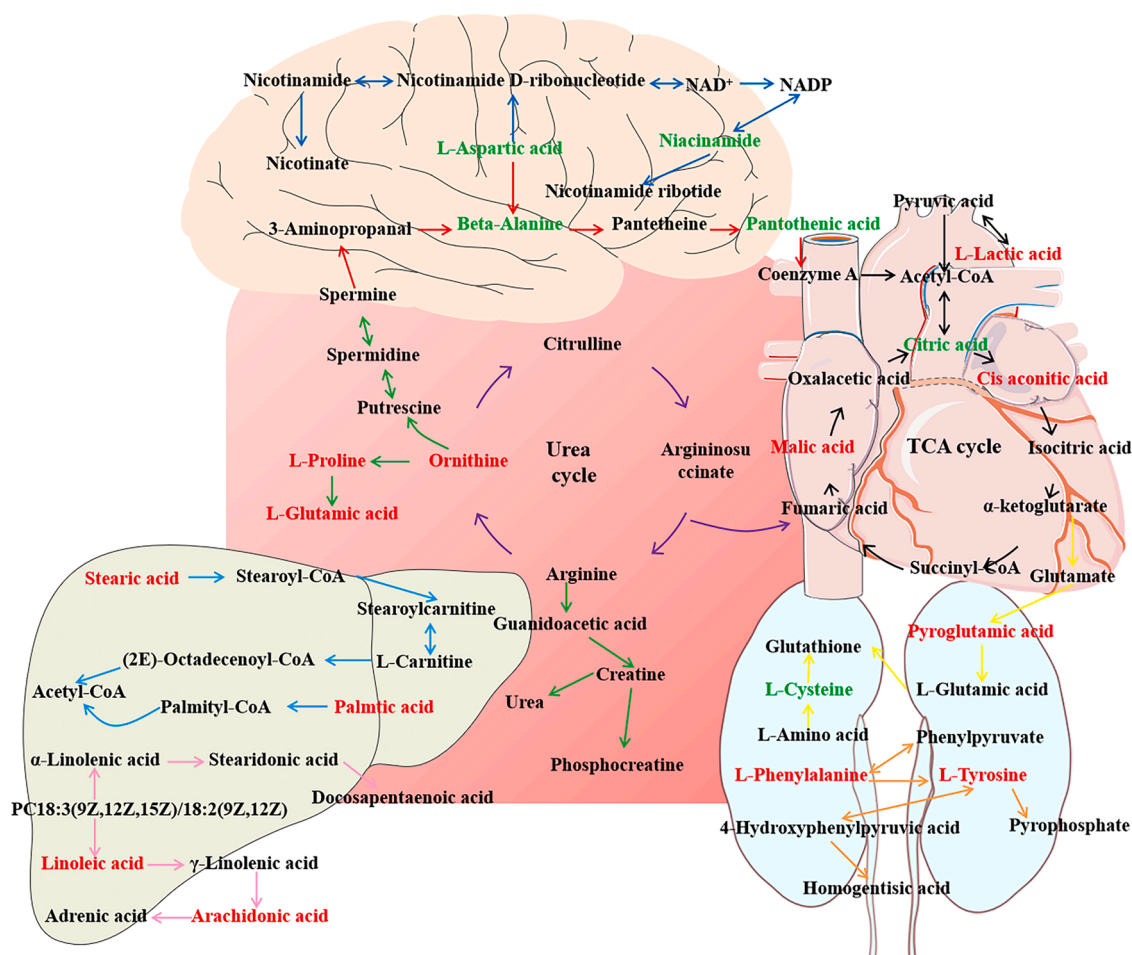 Nicotinamide
Nicotinamide D-ribonucleotide
NAD+
NADP
L-Aspartic acid
Niacinamide
Nicotinate
Nicotinamide ribotide
3-Aminopropanal
Beta-Alanine
Pantetheine
Pantothenic acid
Pyruvic acid
L-Lactic acid
Coenzyme A
Acetyl-CoA
Spermine
Spermidine
Putrescine
L-Proline
Ornithine
L-Glutamic acid
Citrulline
Urea
cycle
Argininosu
ccinate
Arginine
Guanidoacetic acid
Creatine
Urea
Phosphocreatine
Citric acid
Oxalacetic acid
Cis aconitic acid
Malic acid
TCA cycle
Isocitric acid
Fumaric acid
α-ketoglutarate
Succinyl-CoA
Glutamate
Stearic acid
Stearoyl-CoA
Stearoylcarnitine
(2E)-Octadecenoyl-CoA
L-Carnitine
Acetyl-CoA
Palmityl-CoA
Palmtic acid
α-Linolenic acid
Stearidonic acid
Docosapentaenoic acid
PC18:3(9Z,12Z,15Z)/18:2(9Z,12Z)
Linoleic acid
γ-Linolenic acid
Adrenic acid
Arachidonic acid
Glutathione
Pyroglutamic acid
L-Cysteine
L-Glutamic acid
L-Amino acid
Phenylpyruvate
L-Phenylalanine
L-Tyrosine
4-Hydroxyphenylpyruvic acid
Pyrophosphate
Homogentisic acid